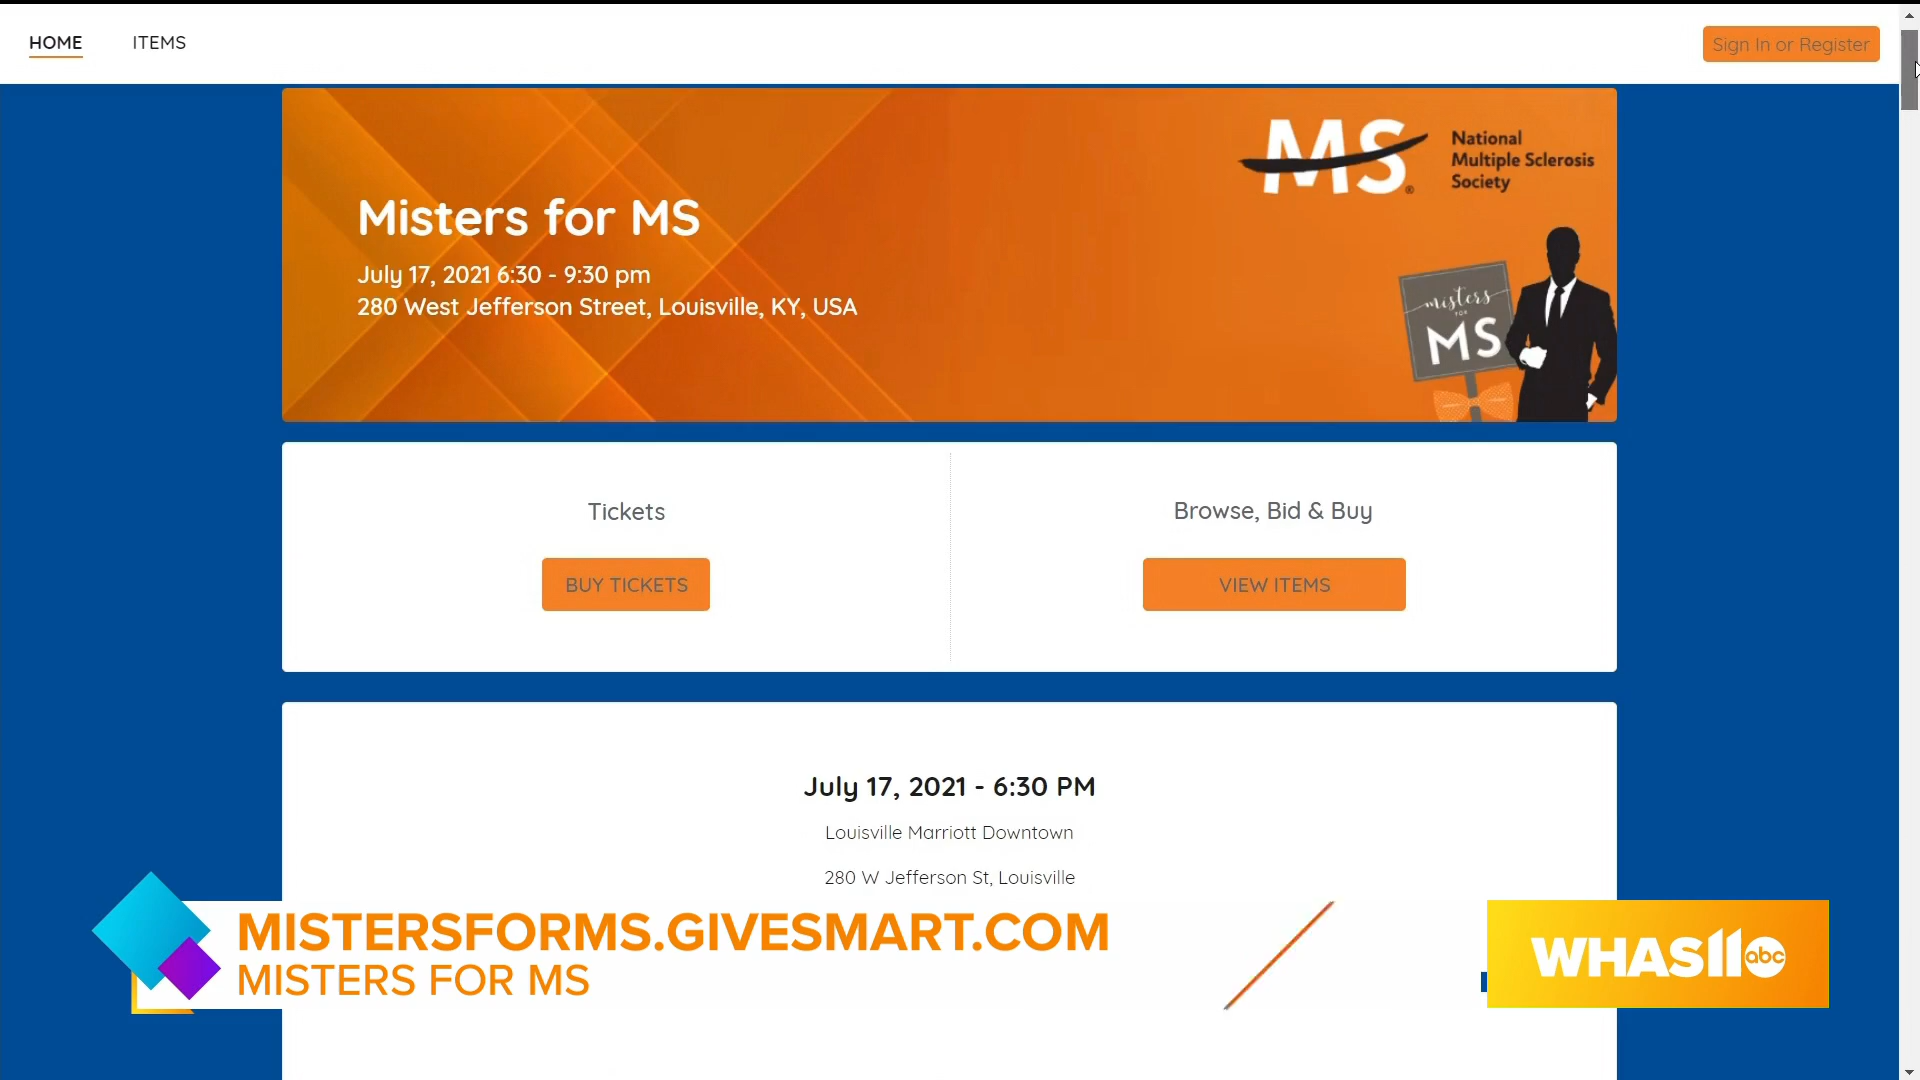 HOME
ITEMS
Sign In or Register
MS
National
Multiple Sclerosis
Society
Misters for MS
July 17, 2021 6:30 - 9:30 pm
280 West Jefferson Street, Louisville, KY, USA
misters
FOR
MS
Tickets
Browse, Bid & Buy
BUY TICKETS
VIEW ITEMS
July 17, 2021 - 6:30 PM
Louisville Marriott Downtown
280 W Jefferson St, Louisville
MISTERSFORMS.GIVESMART.COM
MISTERS FOR MS
WHAS11 abc